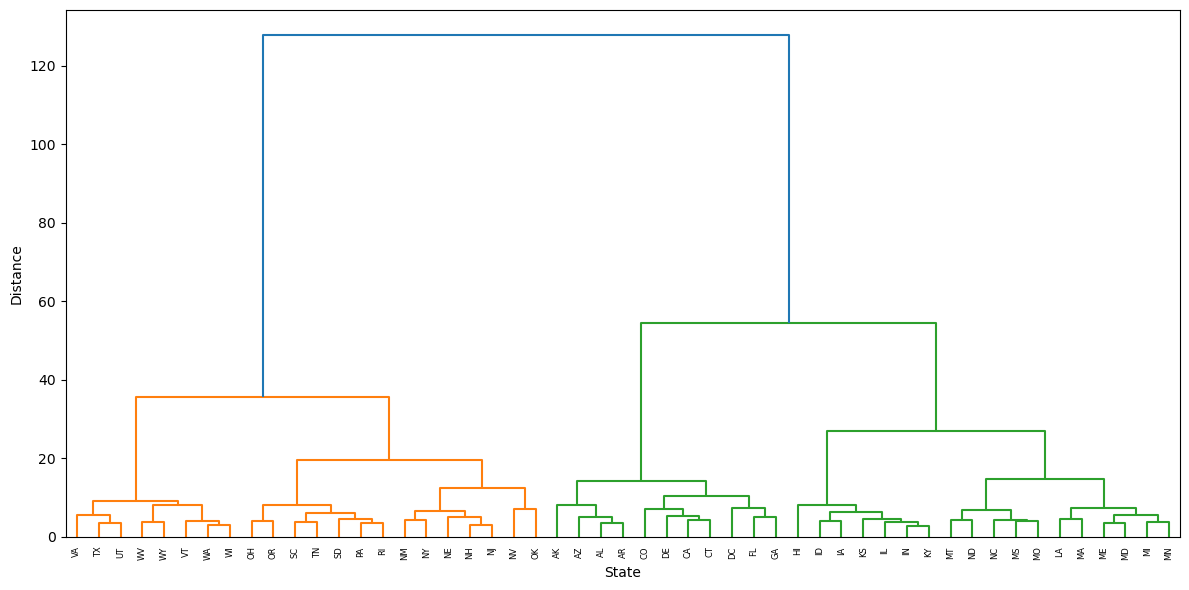 120
100
80
60
40
20
0
Distance
VA TX UT WV WY VT WA WI OH OR SC TN SD PA RI NM NY NE NH NJ NV OK AK AZ AL AR CO DE CA CT DC FL GA HI ID IA KS IL IN KY MT ND NC MS MO LA MA ME MD MI MN
State